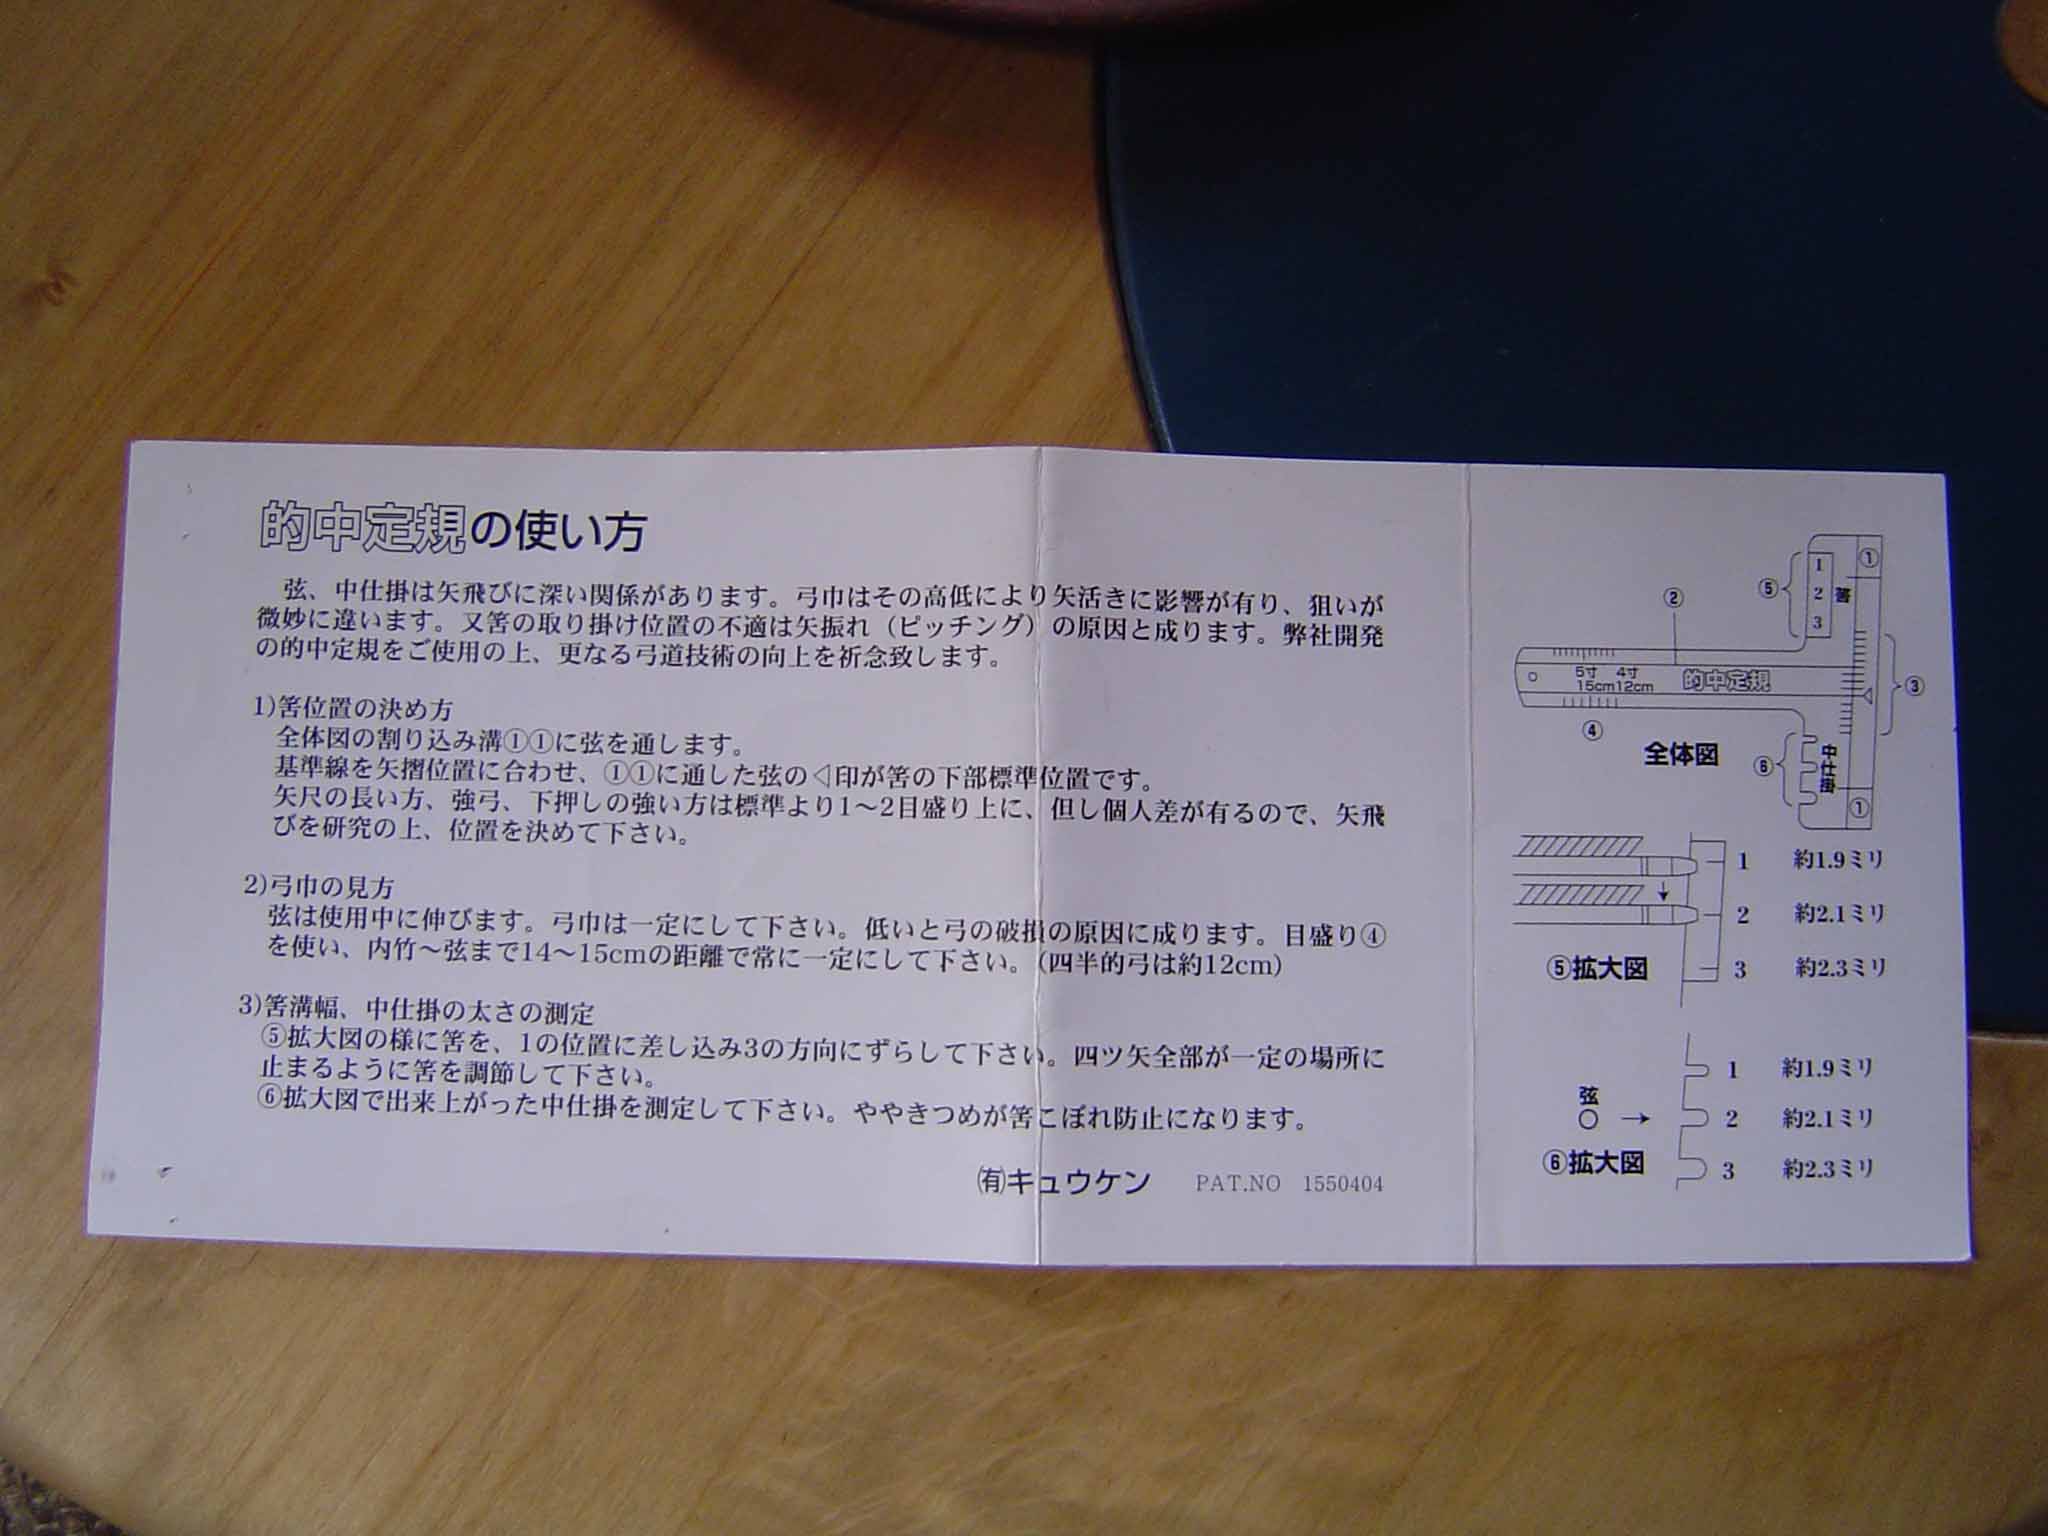 的中定規の使い方
弦、中仕掛は矢飛びに深い関係があります。弓巾はその高低により矢活きに影響が有り、狙いが
微妙に違います。又筈の取り掛け位置の不適は矢振れ（ピッチング）の原因と成ります。弊社開発
の的中定規をご使用の上、更なる弓道技術の向上を祈念致します。
1)筈位置の決め方
全体図の割り込み溝①①に弦を通します。
基準線を矢摺位置に合わせ、①①に通した弦の◁印が筈の下部標準位置です。
矢尺の長い方、強弓、下押しの強い方は標準より1〜2目盛り上に、但し個人差が有るので、矢飛
びを研究の上、位置を決めて下さい。
2)弓巾の見方
弦は使用中に伸びます。弓巾は一定にして下さい。低いと弓の破損の原因に成ります。目盛り④
を使い、内竹〜弦まで14〜15cmの距離で常に一定にして下さい。（四半的弓は約12cm）
3)筈溝幅、中仕掛の太さの測定
⑤拡大図の様に筈を、1の位置に差し込み3の方向にずらして下さい。四ツ矢全部が一定の場所に
止まるように筈を調節して下さい。
⑥拡大図で出来上がった中仕掛を測定して下さい。ややきつめが筈こぼれ防止になります。
㈲キュウケン PAT.NO 1550404
①
⑤ 1 2 3 筈
②
5寸 4寸
15cm12cm
的中定規
③
④
全体図
⑥ 中仕掛
①
1 約1.9ミリ
2 約2.1ミリ
⑤拡大図 3 約2.3ミリ
1 約1.9ミリ
弦
2 約2.1ミリ
⑥拡大図 3 約2.3ミリ